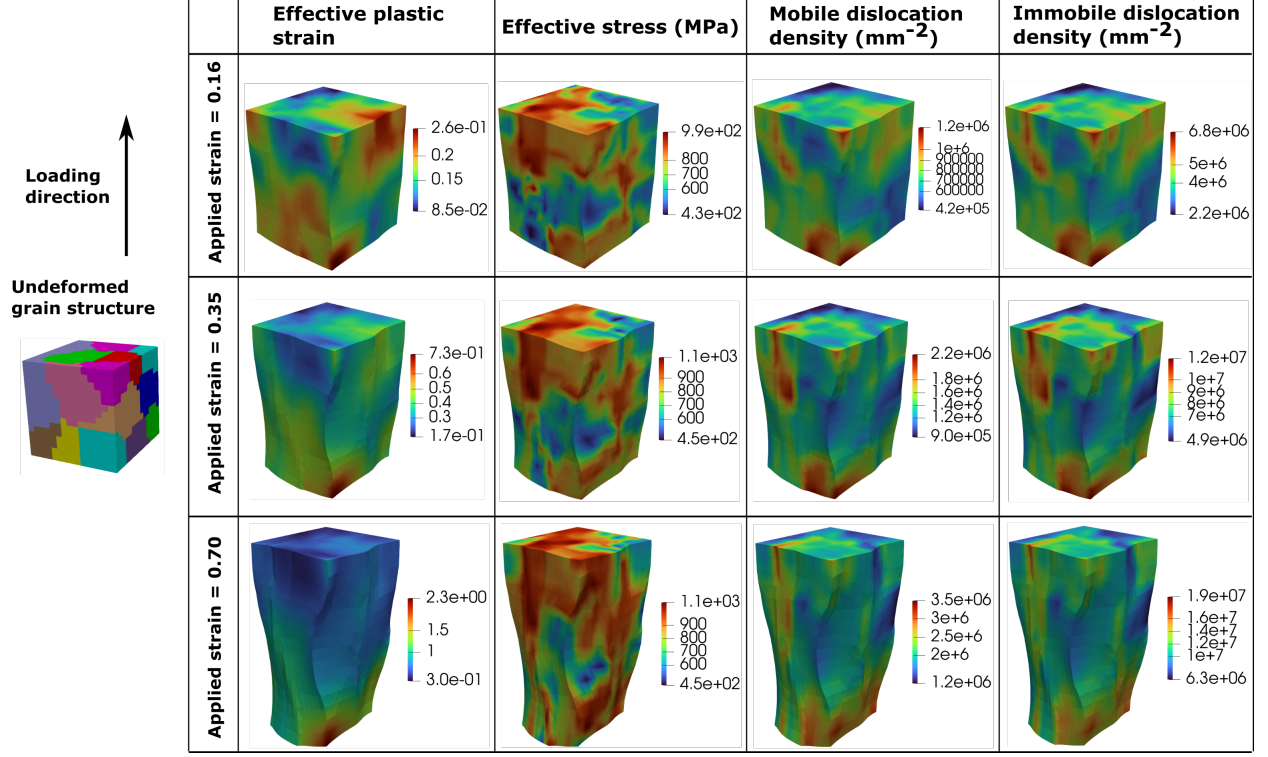 Effective plastic
strain
Effective stress (MPa)
Mobile dislocation
density (mm-2)
Immobile dislocation
density (mm-2)
Loading
direction
Undeformed
grain structure
Applied strain = 0.16
2.6e-01
0.2
0.15
8.5e-02
9.9e+02
800
700
600
4.3e+02
1.2e+06
1e+6
900000
800000
700000
600000
4.2e+05
6.8e+06
5e+6
4e+6
2.2e+06
Applied strain = 0.35
7.3e-01
0.6
0.5
0.4
0.3
1.7e-01
1.1e+03
900
800
700
600
4.5e+02
2.2e+06
1.8e+6
1.6e+6
1.4e+6
1.2e+6
9.0e+05
1.2e+07
1e+7
9e+6
8e+6
7e+6
4.9e+06
Applied strain = 0.70
2.3e+00
1.5
1
3.0e-01
1.1e+03
900
800
700
600
4.5e+02
3.5e+06
3e+6
2.5e+6
2e+6
1.2e+06
1.9e+07
1.6e+7
1.4e+7
1.2e+7
1e+7
6.3e+06